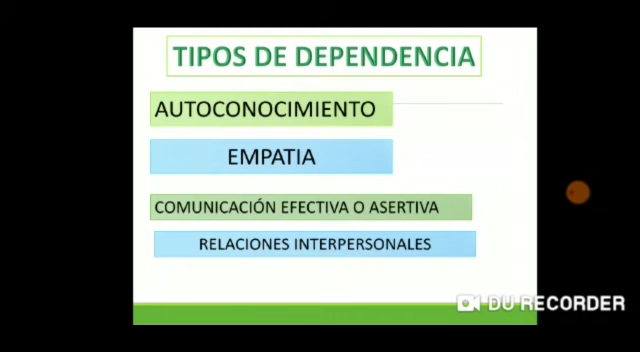 TIPOS DE DEPENDENCIA
AUTOCONOCIMIENTO
EMPATIA
COMUNICACIÓN EFECTIVA O ASERTIVA
RELACIONES INTERPERSONALES
DU RECORDER